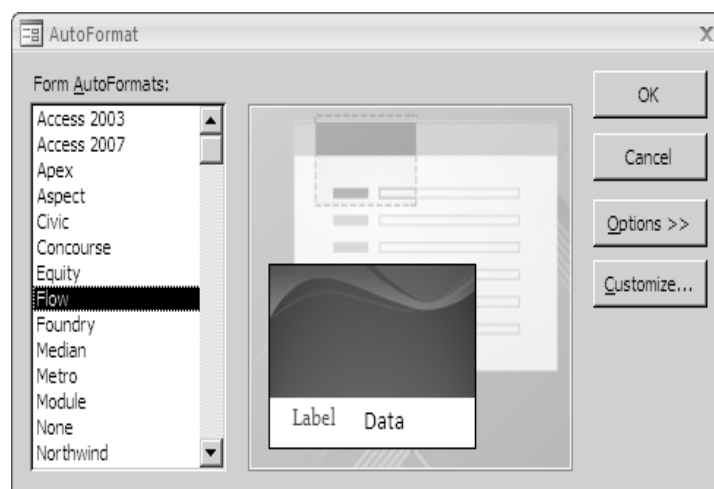 AutoFormat
X
Form AutoFormats:
Access 2003
Access 2007
Apex
Aspect
Civic
Concourse
Equity
Flow
Foundry
Median
Metro
Module
None
Northwind
Label Data
OK
Cancel
Options >>
Customize...